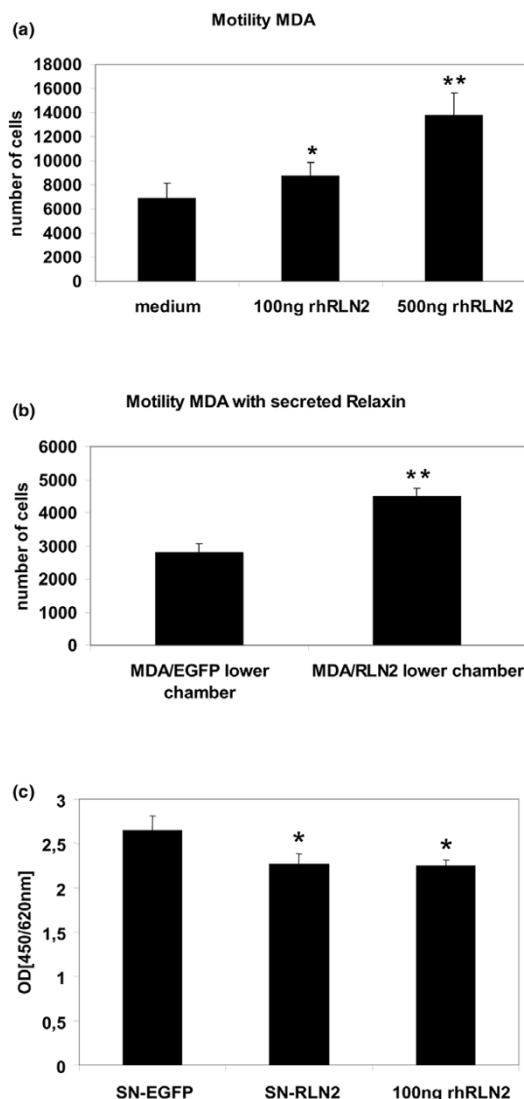 (a)
Motility MDA
18000
16000
14000
12000
10000
8000
6000
4000
2000
0
number of cells
*
**
medium 100ng rhRLN2 500ng rhRLN2
(b)
Motility MDA with secreted Relaxin
6000
5000
4000
3000
2000
1000
0
number of cells
**
MDA/EGFP lower chamber
MDA/RLN2 lower chamber
(c)
3
2,5
2
1,5
1
0,5
0
OD[450/620nm]
*
*
SN-EGFP SN-RLN2 100ng rhRLN2